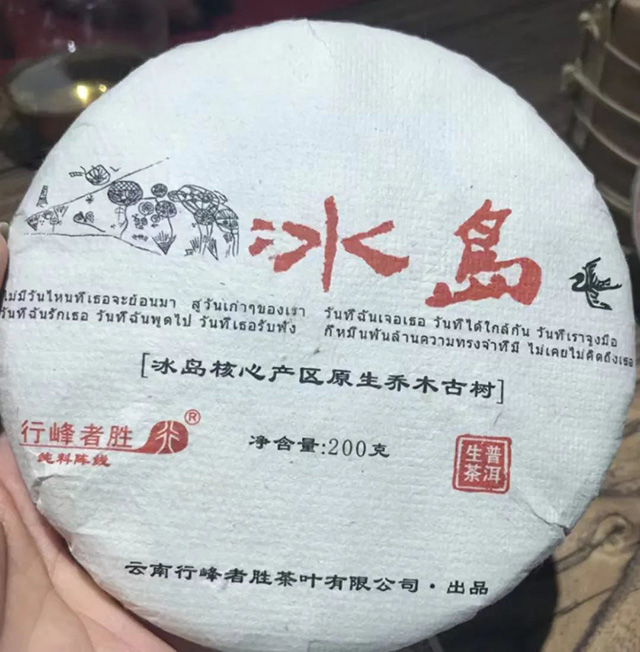 冰岛
ไม่มีวันไหนที่เธอจะย้อนมา สู่วันเก่าๆของเรา วันที่ฉันเจอเธอ วันที่ได้ใกล้กัน วันที่เราจูงมือ
วันที่ฉันรักเธอ วันที่ฉันพูดไป วันที่เธอรับฟัง กี่หมื่นพันล้านความทรงจำที่มี ไม่เคยไม่คิดถึงเธอ
[冰岛核心产区原生乔木古树]
行峰者胜®
纯料阵线
净含量:200克
普洱
生茶
云南行峰者胜茶叶有限公司·出品